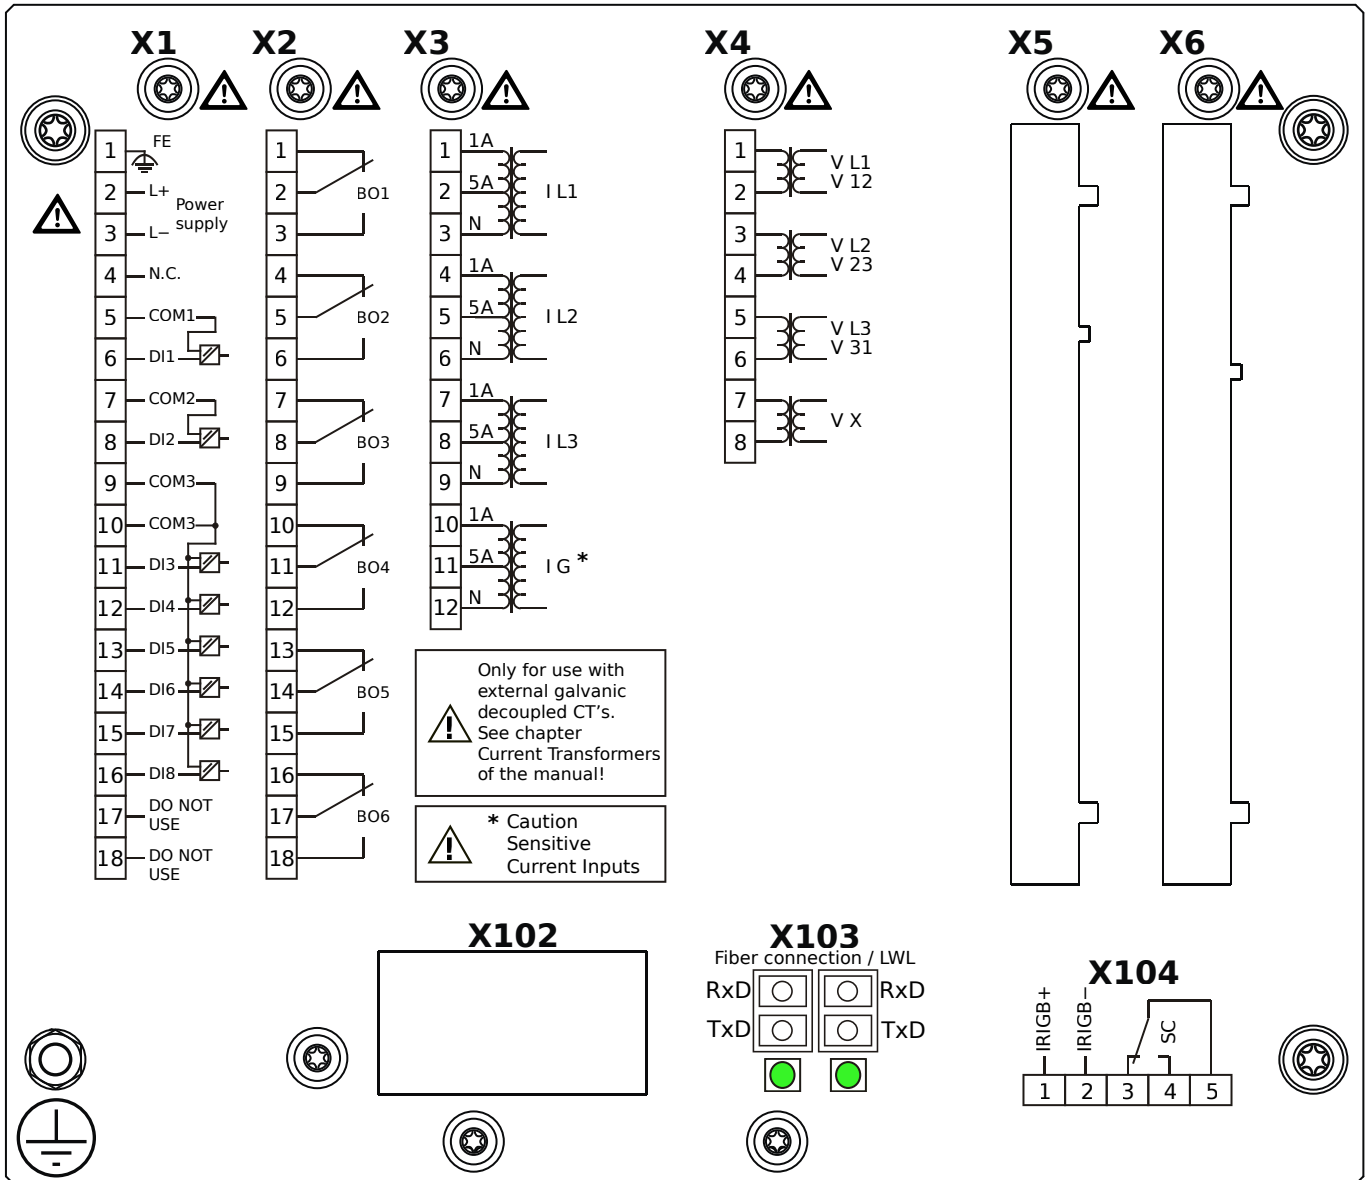 X1
X2
X3
X4
X5
X6
1 FE
2 L+
Power
supply
3 L−
4 N.C.
5 COM1
6 DI1
7 COM2
8 DI2
9 COM3
10 COM3
11 DI3
12 DI4
13 DI5
14 DI6
15 DI7
16 DI8
17 DO NOT
USE
18 DO NOT
USE
1
2 BO1
3
4
5 BO2
6
7
8 BO3
9
10
11 BO4
12
13
14 BO5
15
16
17 BO6
18
1 1A
2 5A I L1
3 N
4 1A
5 5A I L2
6 N
7 1A
8 5A I L3
9 N
10 1A
11 5A I G *
12 N
Only for use with
external galvanic
decoupled CT's.
See chapter
Current Transformers
of the manual!
* Caution
Sensitive
Current Inputs
1 V L1
2 V 12
3 V L2
4 V 23
5 V L3
6 V 31
7 V X
8
X102
X103
Fiber connection / LWL
RxD RxD
TxD TxD
X104
IRIGB+
IRIGB−
SC
1 2 3 4 5